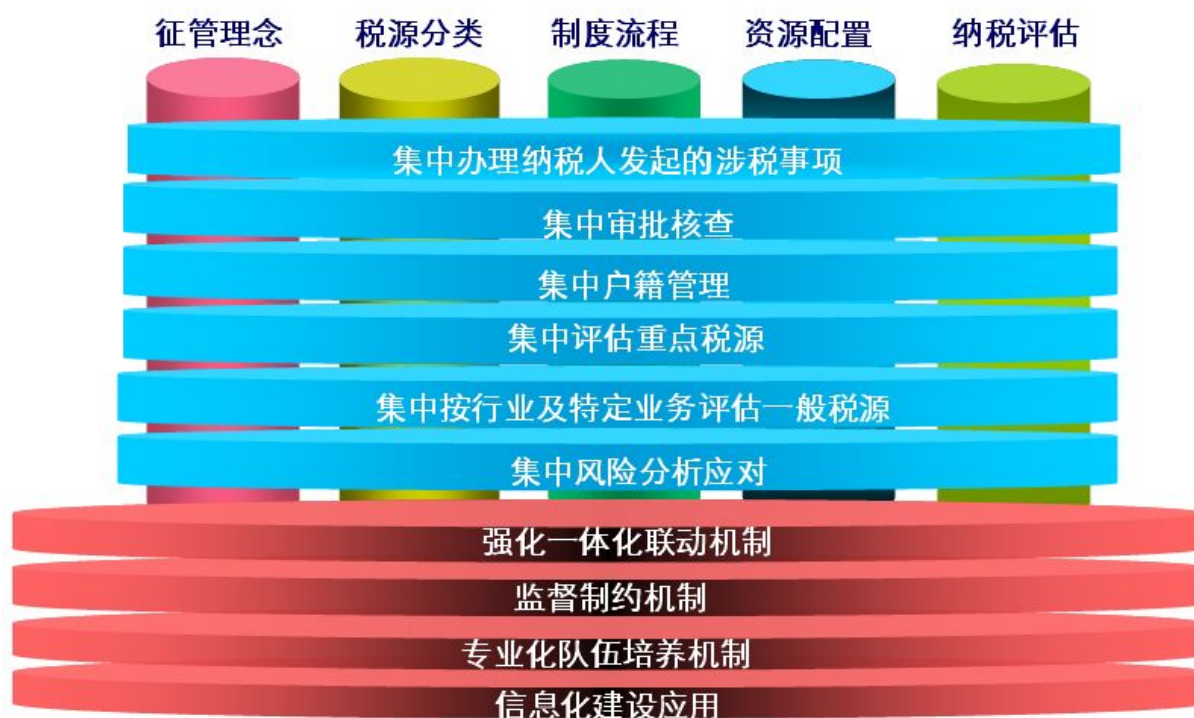 征管理念 税源分类 制度流程 资源配置 纳税评估
集中办理纳税人发起的涉税事项
集中审批核查
集中户籍管理
集中评估重点税源
集中按行业及特定业务评估一般税源
集中风险分析应对
强化一体化联动机制
监督制约机制
专业化队伍培养机制
信息化建设应用